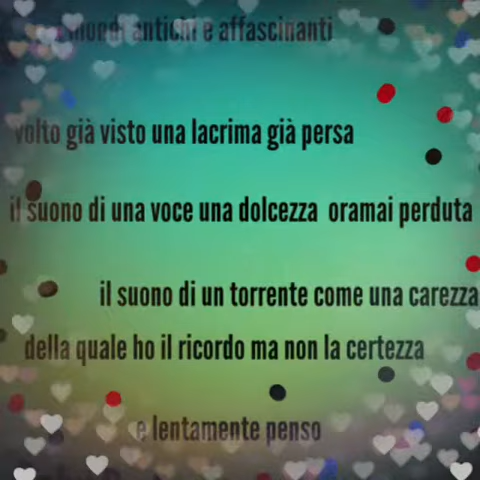 mondi antichi e affascinanti
volto già visto una lacrima già persa
il suono di una voce una dolcezza oramai perduta
il suono di un torrente come una carezza
della quale ho il ricordo ma non la certezza
e lentamente penso